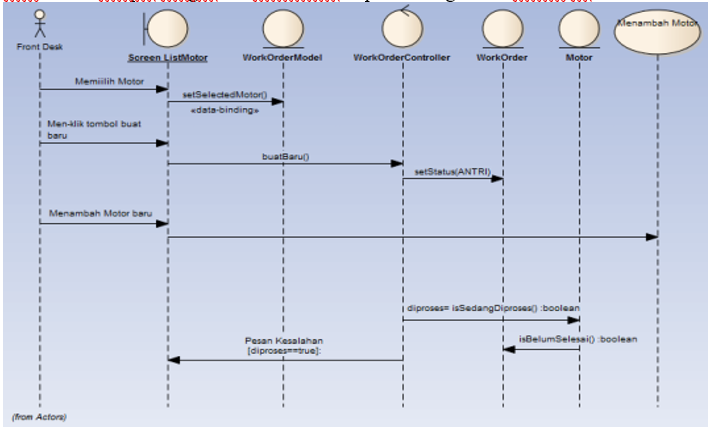 Front Desk
Screen ListMotor
WorkOrderModel
WorkOrderController
WorkOrder
Motor
Menambah Motor
Memiilih Motor
setSelectedMotor()
«data-binding»
Men-klik tombol buat
baru
buatBaru()
setStatus(ANTRI)
Menambah Motor baru
diproses= isSedangDiproses() :boolean
isBelumSelesai() :boolean
Pesan Kesalahan
[diproses==true]:
(from Actors)